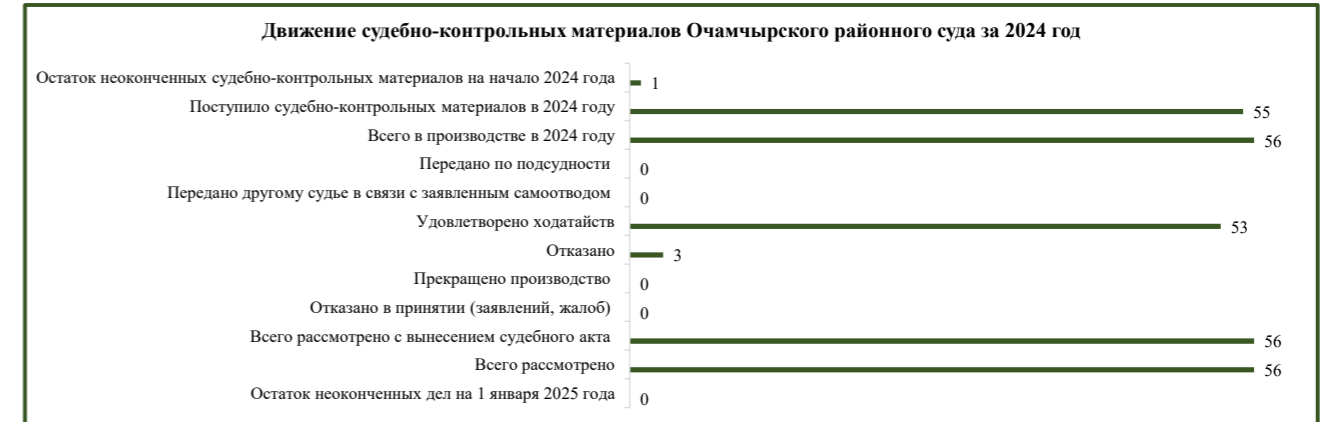 Движение судебно-контрольных материалов Очамчырского районного суда за 2024 год
Остаток неоконченных судебно-контрольных материалов на начало 2024 года 1
Поступило судебно-контрольных материалов в 2024 году 55
Всего в производстве в 2024 году 56
Передано по подсудности 0
Передано другому судье в связи с заявленным самоотводом 0
Удовлетворено ходатайств 53
Отказано 3
Прекращено производство 0
Отказано в принятии (заявлений, жалоб) 0
Всего рассмотрено с вынесением судебного акта 56
Всего рассмотрено 56
Остаток неоконченных дел на 1 января 2025 года 0